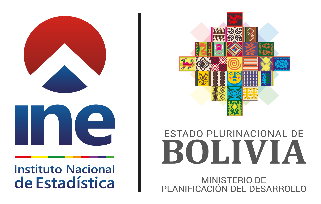 ine
Instituto Nacional
de Estadística
ESTADO PLURINACIONAL DE
BOLIVIA
MINISTERIO DE
PLANIFICACIÓN DEL DESARROLLO